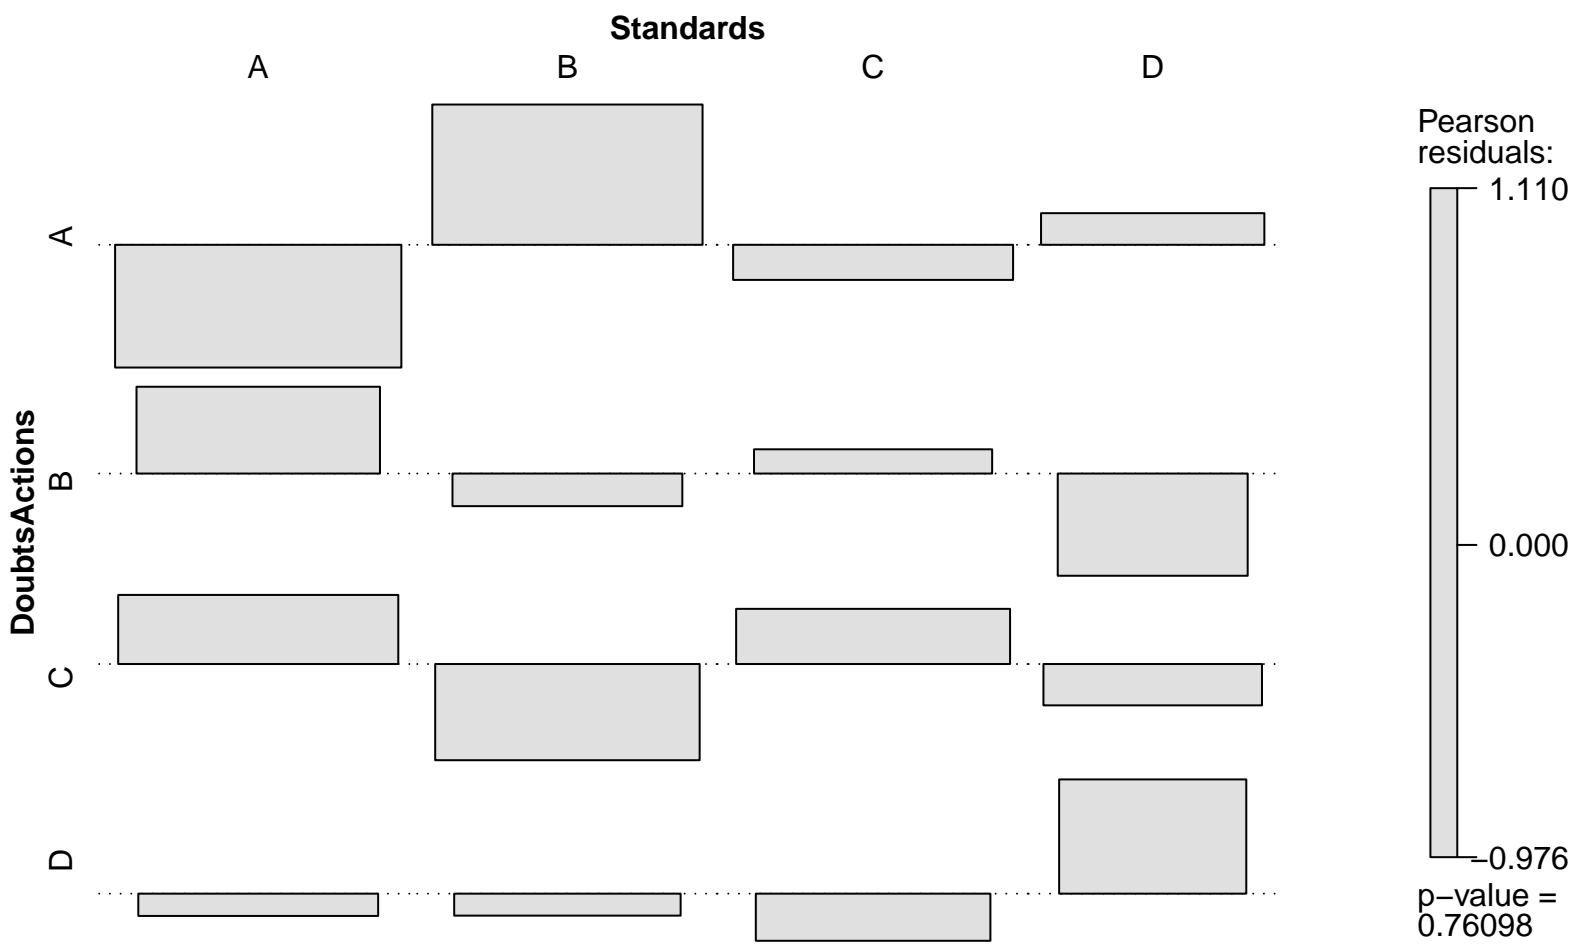 Standards
A B C D
Pearson
residuals:
1.110
0.000
−0.976
p−value =
0.76098
DoubtsActions
A
B
C
D